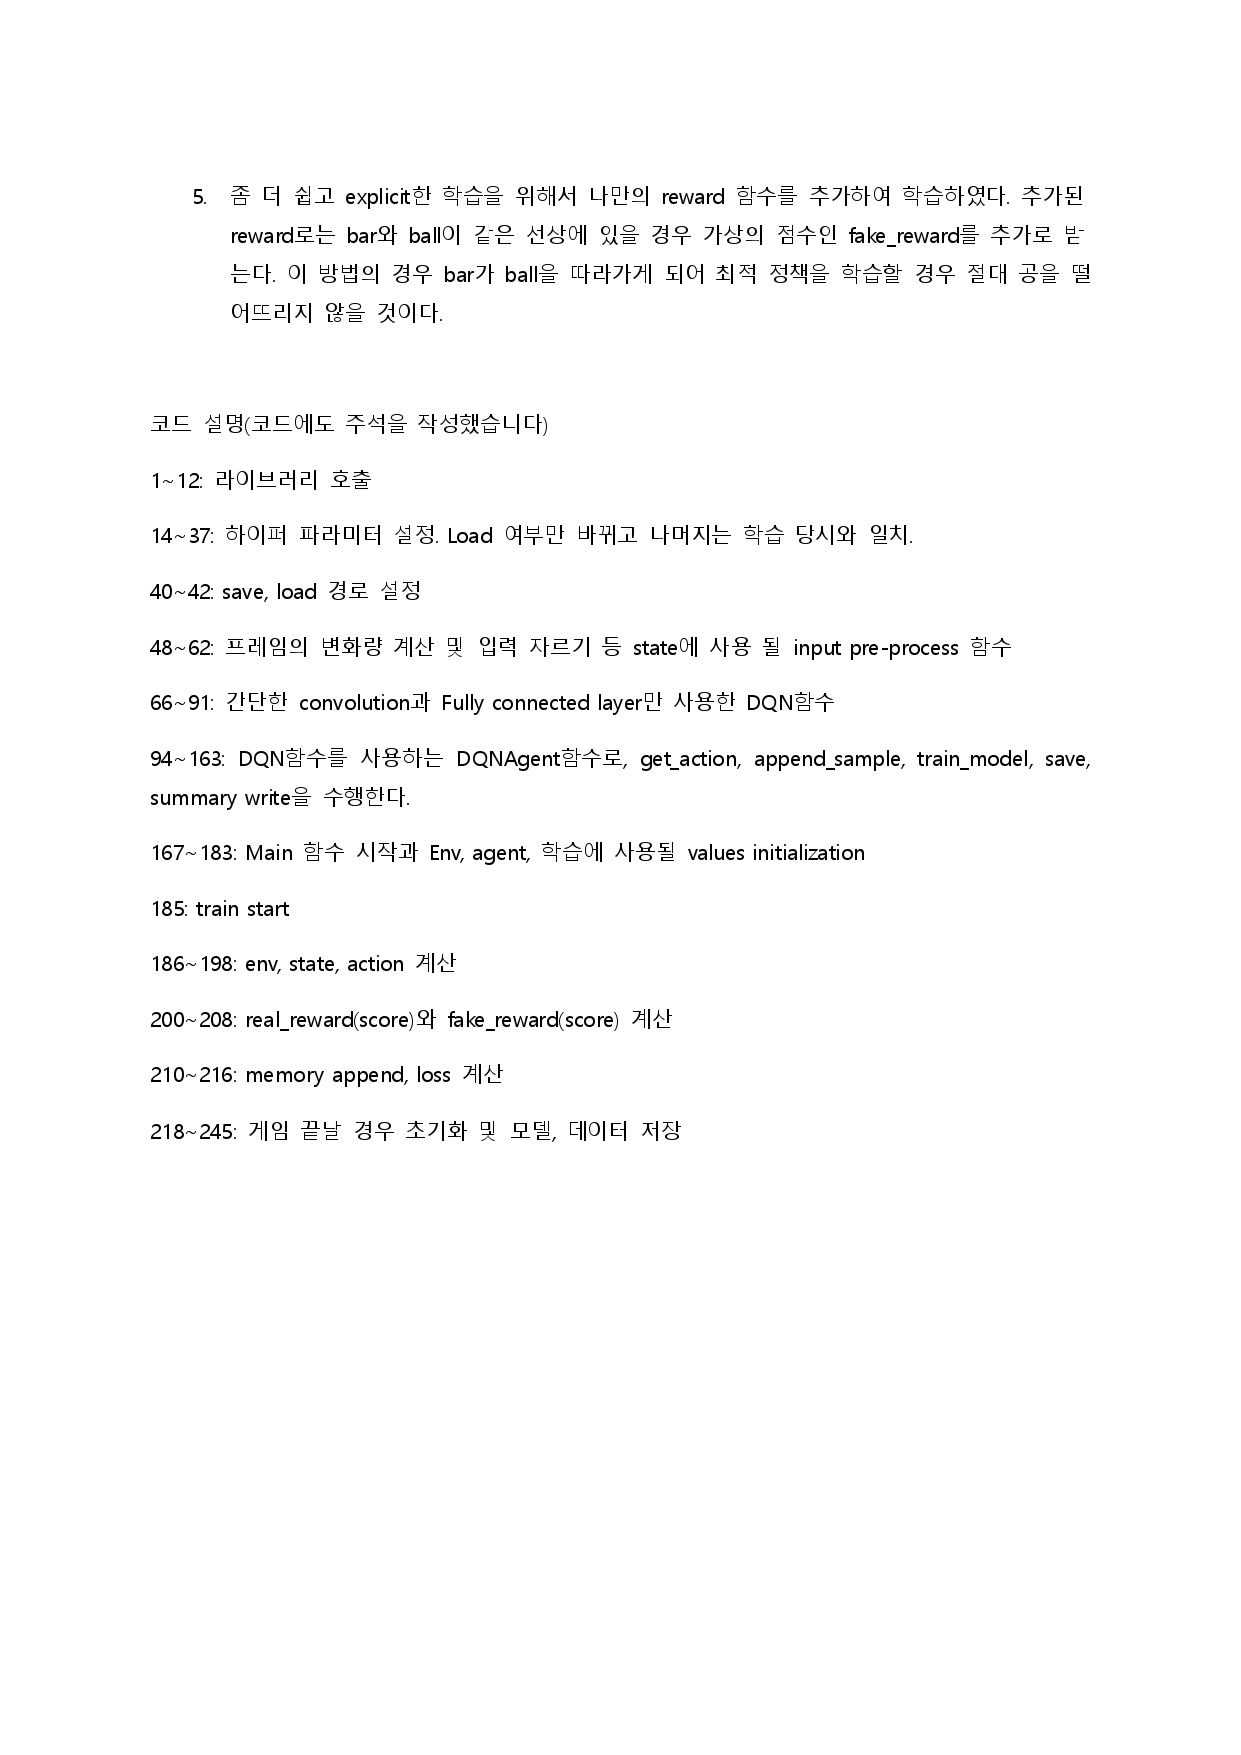 5. 좀 더 쉽고 explicit한 학습을 위해서 나만의 reward 함수를 추가하여 학습하였다. 추가된
reward로는 bar와 ball이 같은 선상에 있을 경우 가상의 점수인 fake_reward를 추가로 받
는다. 이 방법의 경우 bar가 ball을 따라가게 되어 최적 정책을 학습할 경우 절대 공을 떨
어뜨리지 않을 것이다.
코드 설명(코드에도 주석을 작성했습니다)
1~12: 라이브러리 호출
14~37: 하이퍼 파라미터 설정. Load 여부만 바뀌고 나머지는 학습 당시와 일치.
40~42: save, load 경로 설정
48~62: 프레임의 변화량 계산 및 입력 자르기 등 state에 사용 될 input pre-process 함수
66~91: 간단한 convolution과 Fully connected layer만 사용한 DQN함수
94~163: DQN함수를 사용하는 DQNAgent함수로, get_action, append_sample, train_model, save,
summary write을 수행한다.
167~183: Main 함수 시작과 Env, agent, 학습에 사용될 values initialization
185: train start
186~198: env, state, action 계산
200~208: real_reward(score)와 fake_reward(score) 계산
210~216: memory append, loss 계산
218~245: 게임 끝날 경우 초기화 및 모델, 데이터 저장